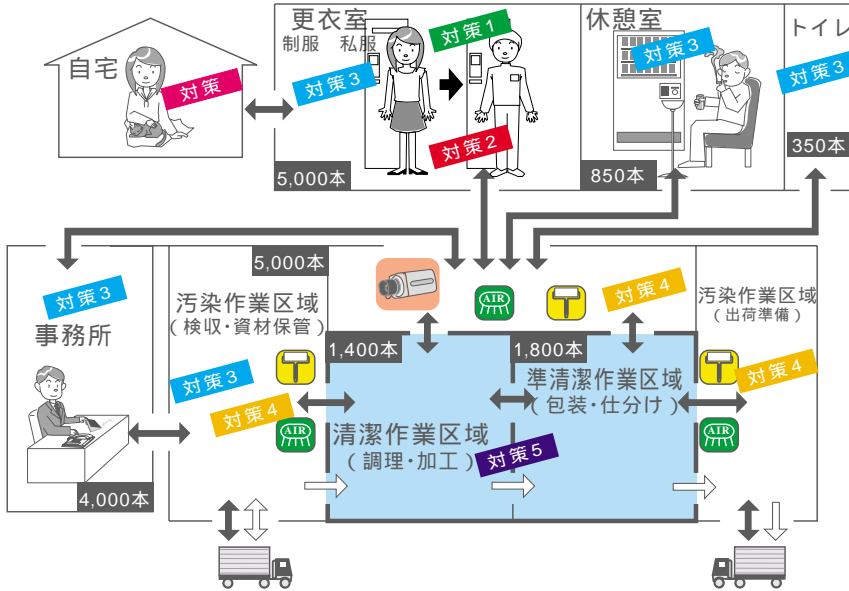 更衣室
制服 私服
対策1
対策3
対策2
5,000本
休憩室
対策3
850本
トイレ
対策3
350本
自宅
対策
対策3
事務所
4,000本
5,000本
汚染作業区域
(検収・資材保管)
対策3
対策4
AIR
AIR
対策4
汚染作業区域
(出荷準備)
対策4
AIR
1,400本
清潔作業区域
(調理・加工)
対策5
1,800本
準清潔作業区域
(包装・仕分け)